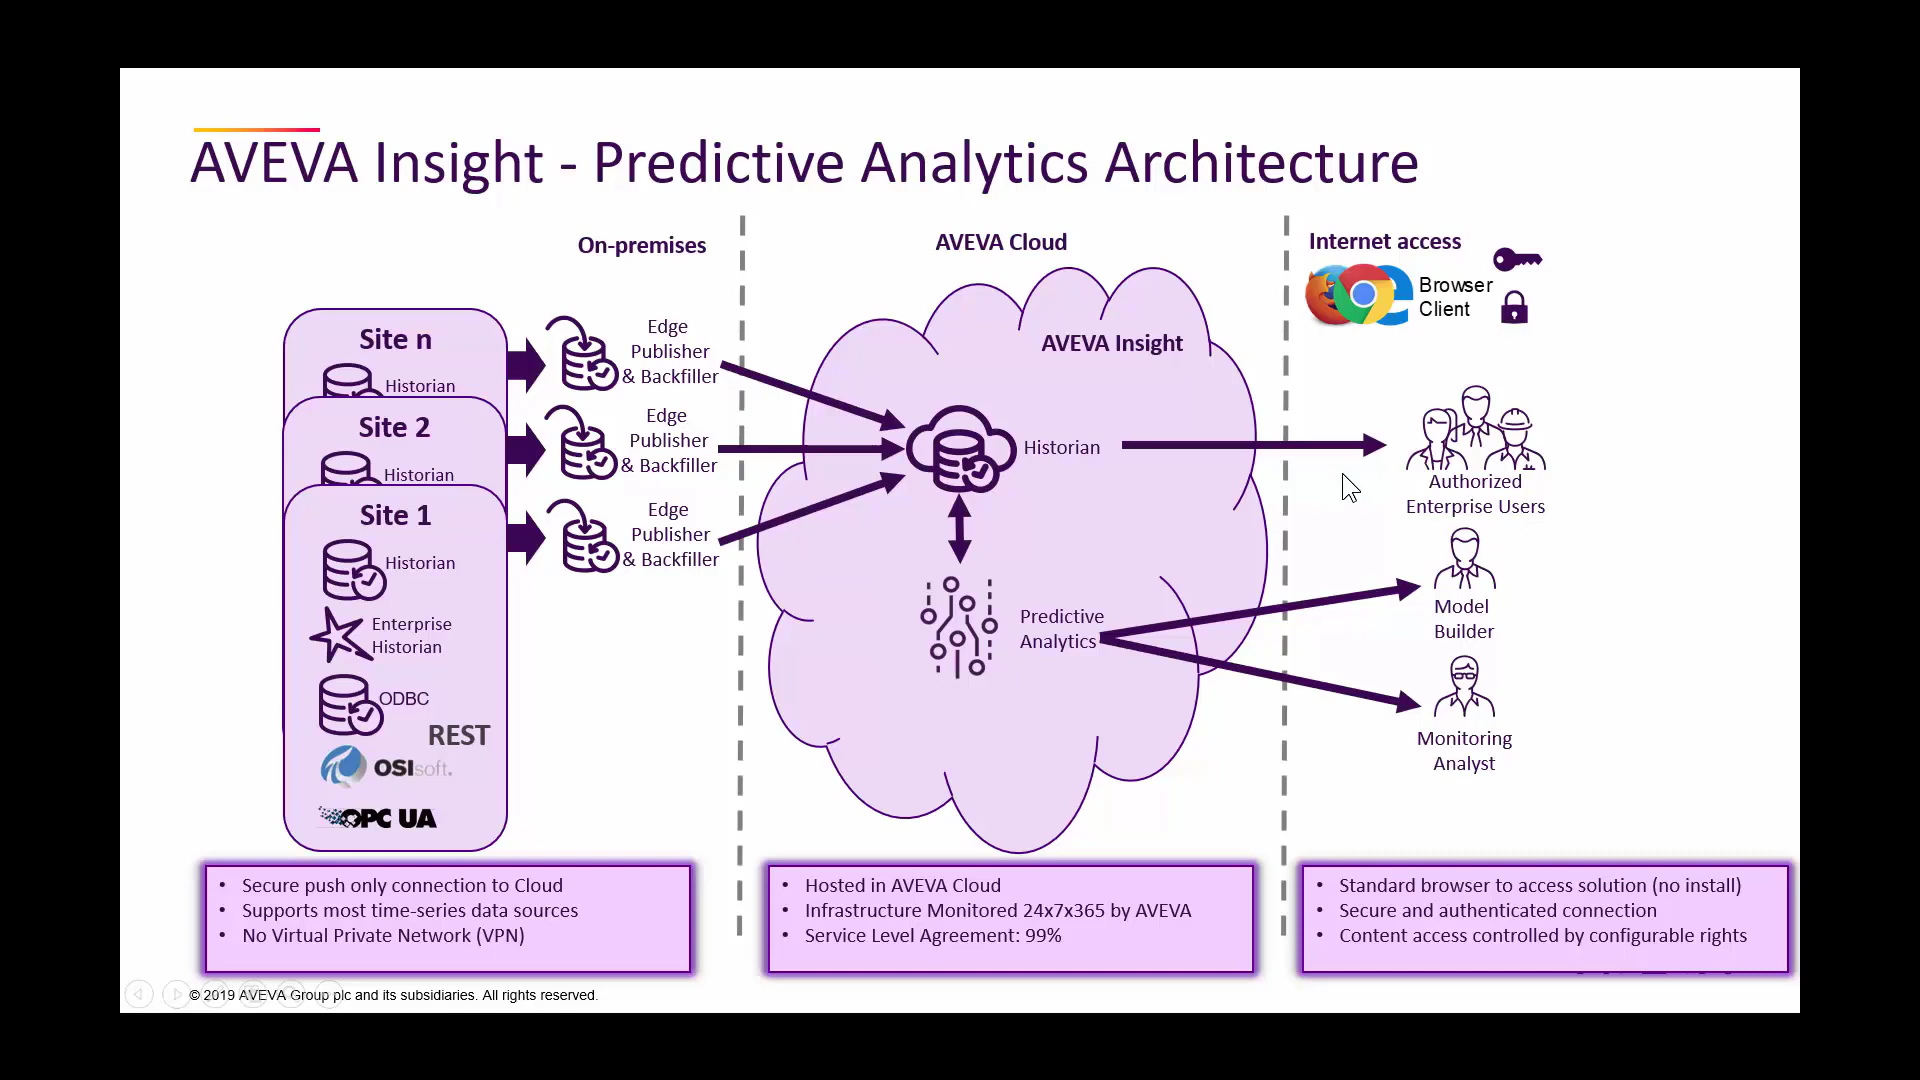 AVEVA Insight - Predictive Analytics Architecture
On-premises
AVEVA Cloud
Internet access
Browser
Client
Site n
Historian
Site 2
Historian
Site 1
Historian
Enterprise
Historian
ODBC
REST
OSIsoft.
OPC UA
Edge
Publisher
& Backfiller
Edge
Publisher
& Backfiller
Edge
Publisher
& Backfiller
AVEVA Insight
Historian
Predictive
Analytics
Authorized
Enterprise Users
Model
Builder
Monitoring
Analyst
• Secure push only connection to Cloud
• Supports most time-series data sources
• No Virtual Private Network (VPN)
• Hosted in AVEVA Cloud
• Infrastructure Monitored 24x7x365 by AVEVA
• Service Level Agreement: 99%
• Standard browser to access solution (no install)
• Secure and authenticated connection
• Content access controlled by configurable rights
© 2019 AVEVA Group plc and its subsidiaries. All rights reserved.